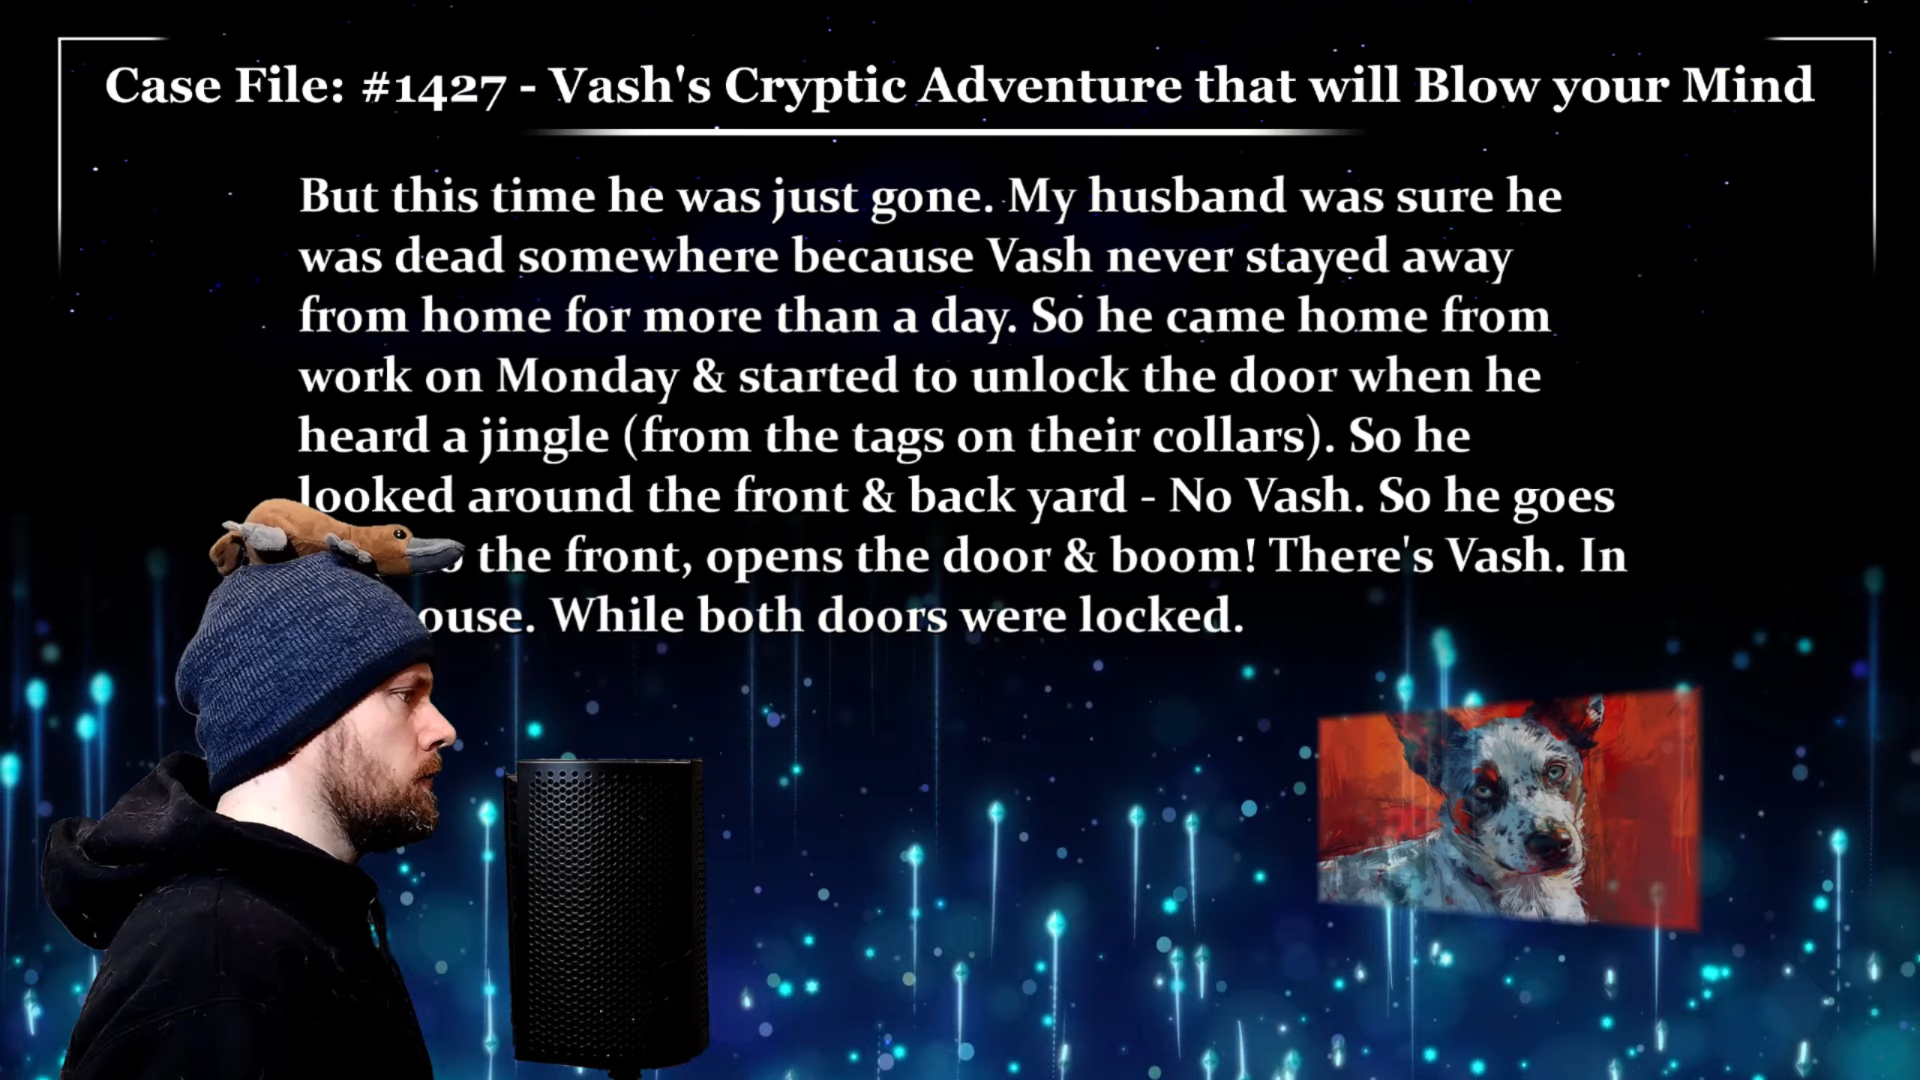 Case File: #1427 - Vash's Cryptic Adventure that will Blow your Mind
But this time he was just gone. My husband was sure he
was dead somewhere because Vash never stayed away
from home for more than a day. So he came home from
work on Monday & started to unlock the door when he
heard a jingle (from the tags on their collars). So he
looked around the front & back yard - No Vash. So he goes
the front, opens the door & boom! There's Vash. In
While both doors were locked.